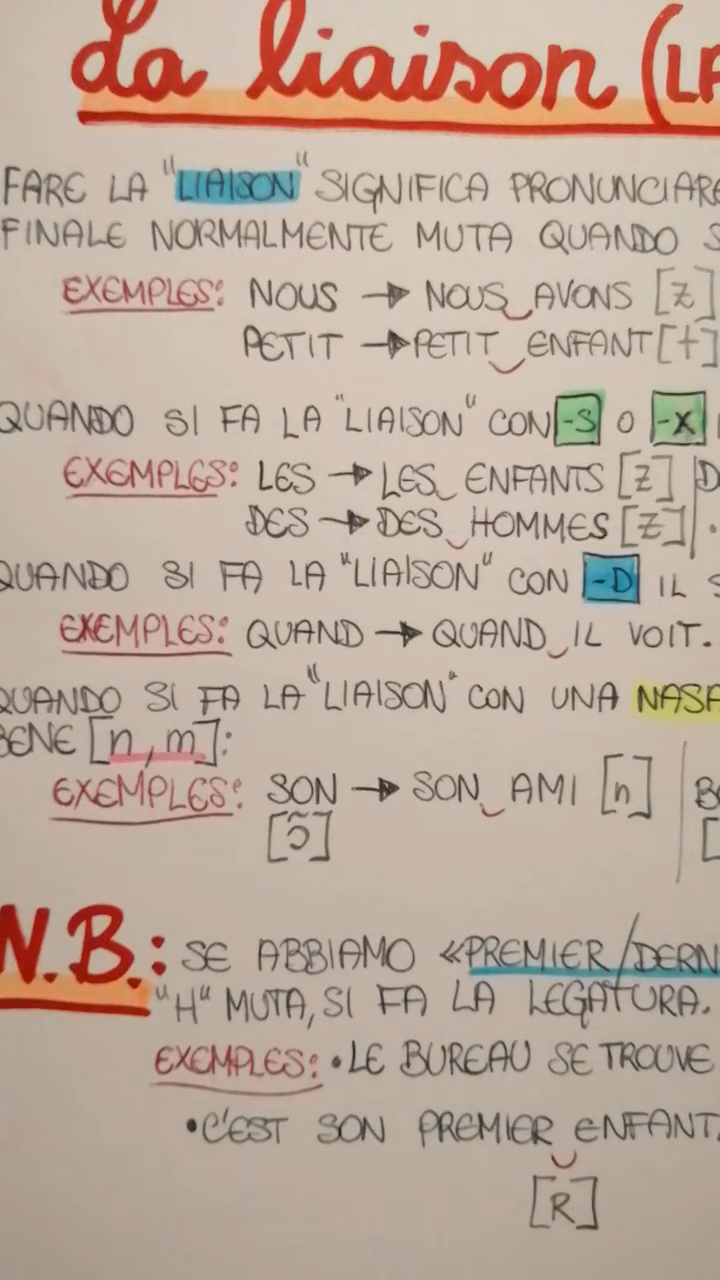 La liaison (
FARE LA "LIAISON" SIGNIFICA PRONUNCIARE
FINALE NORMALMENTE MUTA QUANDO S
EXEMPLES: NOUS → NOUS‿AVONS [z]
PETIT → PETIT‿ENFANT [t]
QUANDO SI FA LA "LIAISON" CON -S O -X
EXEMPLES: LES → LES‿ENFANTS [z] | D
DES → DES‿HOMMES [z] | •
QUANDO SI FA LA "LIAISON" CON -D IL S
EXEMPLES: QUAND → QUAND‿IL VOIT.
QUANDO SI FA LA "LIAISON" CON UNA NASA
BENE [n, m]:
EXEMPLES: SON → SON‿AMI [n] | BO
[õ] [
N.B.: SE ABBIAMO «PREMIER/DERN
"H" MUTA, SI FA LA LEGATURA.
EXEMPLES: •LE BUREAU SE TROUVE
•C'EST SON PREMIER‿ENFANT.
[R]